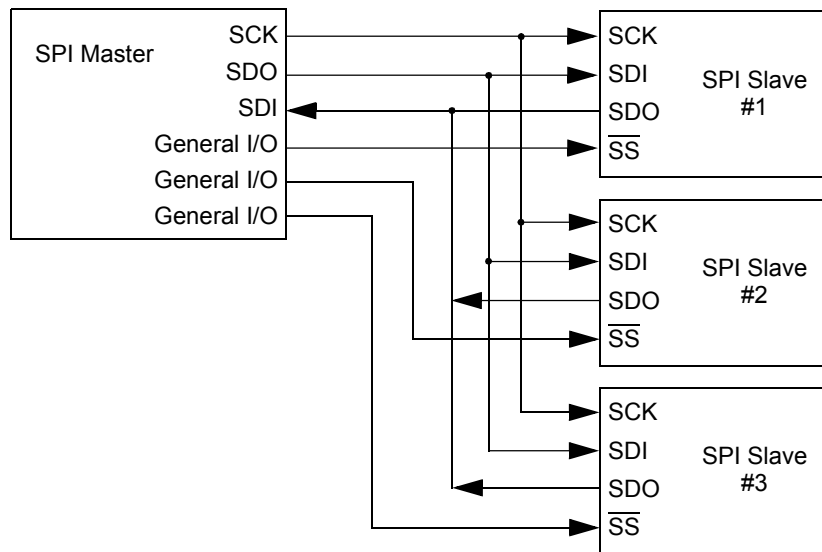 SPI Master
SCK
SDO
SDI
General I/O
General I/O
General I/O
SCK
SDI
SDO
SS
SPI Slave
#1
SCK
SDI
SDO
SS
SPI Slave
#2
SCK
SDI
SDO
SS
SPI Slave
#3